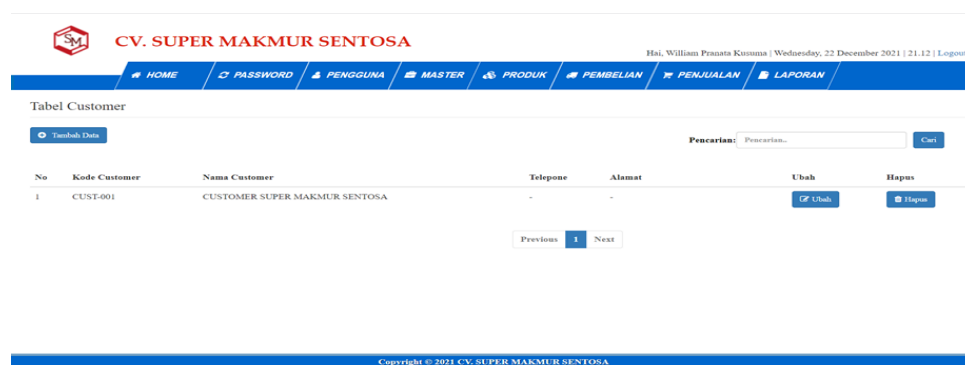 SM
CV. SUPER MAKMUR SENTOSA
Hai, William Pranata Kusuma | Wednesday, 22 December 2021 | 21.12 | Logout
HOME PASSWORD PENGGUNA MASTER PRODUK PEMBELIAN PENJUALAN LAPORAN
Tabel Customer
Tambah Data Pencarian: Pencarian.. Cari
No Kode Customer Nama Customer Telepone Alamat Ubah Hapus
1 CUST-001 CUSTOMER SUPER MAKMUR SENTOSA - - Ubah Hapus
Previous 1 Next
Copyright © 2021 CV. SUPER MAKMUR SENTOSA